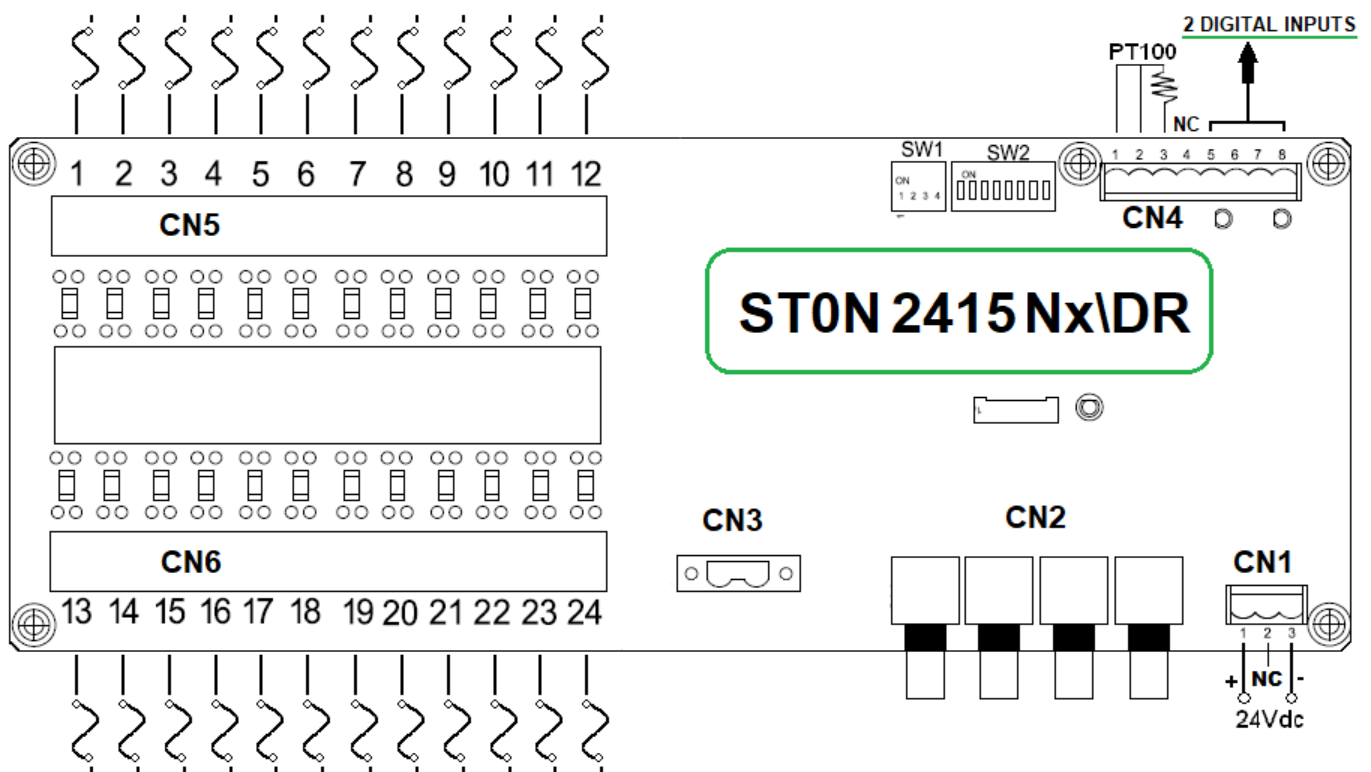 2 DIGITAL INPUTS
PT100
NC
SW1
SW2
1 2 3 4 5 6 7 8
1 2 3 4 5 6 7 8 9 10 11 12
ON
1 2 3 4
ON
CN5
CN4
ST0N 2415 Nx\DR
CN3
CN2
CN1
CN6
13 14 15 16 17 18 19 20 21 22 23 24
1 2 3
+ NC -
24Vdc